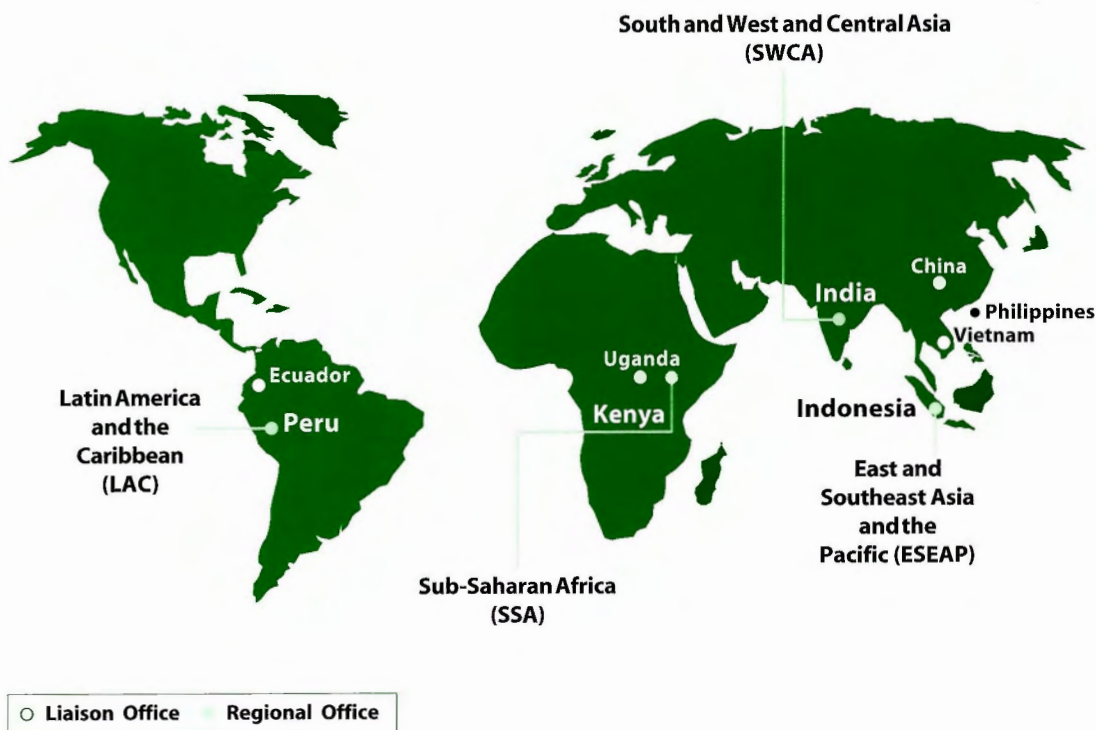 South and West and Central Asia
(SWCA)
China
India
Philippines
Vietnam
Uganda
Ecuador
Latin America
and the
Caribbean
(LAC)
Peru
Kenya
Indonesia
East and
Southeast Asia
and the
Pacific (ESEAP)
Sub-Saharan Africa
(SSA)
Liaison Office Regional Office